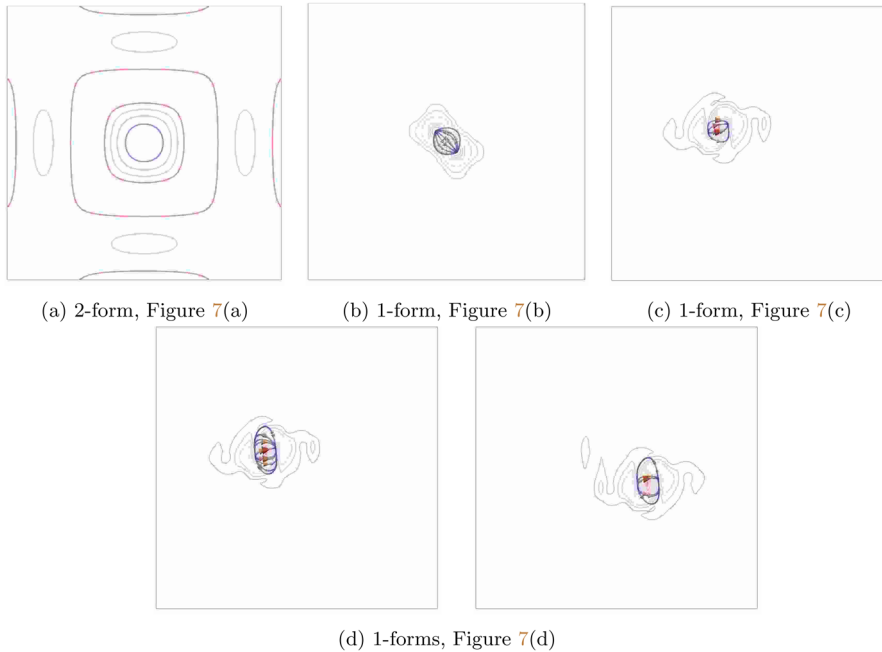 (a) 2-form, Figure 7(a)
(b) 1-form, Figure 7(b)
(c) 1-form, Figure 7(c)
(d) 1-forms, Figure 7(d)